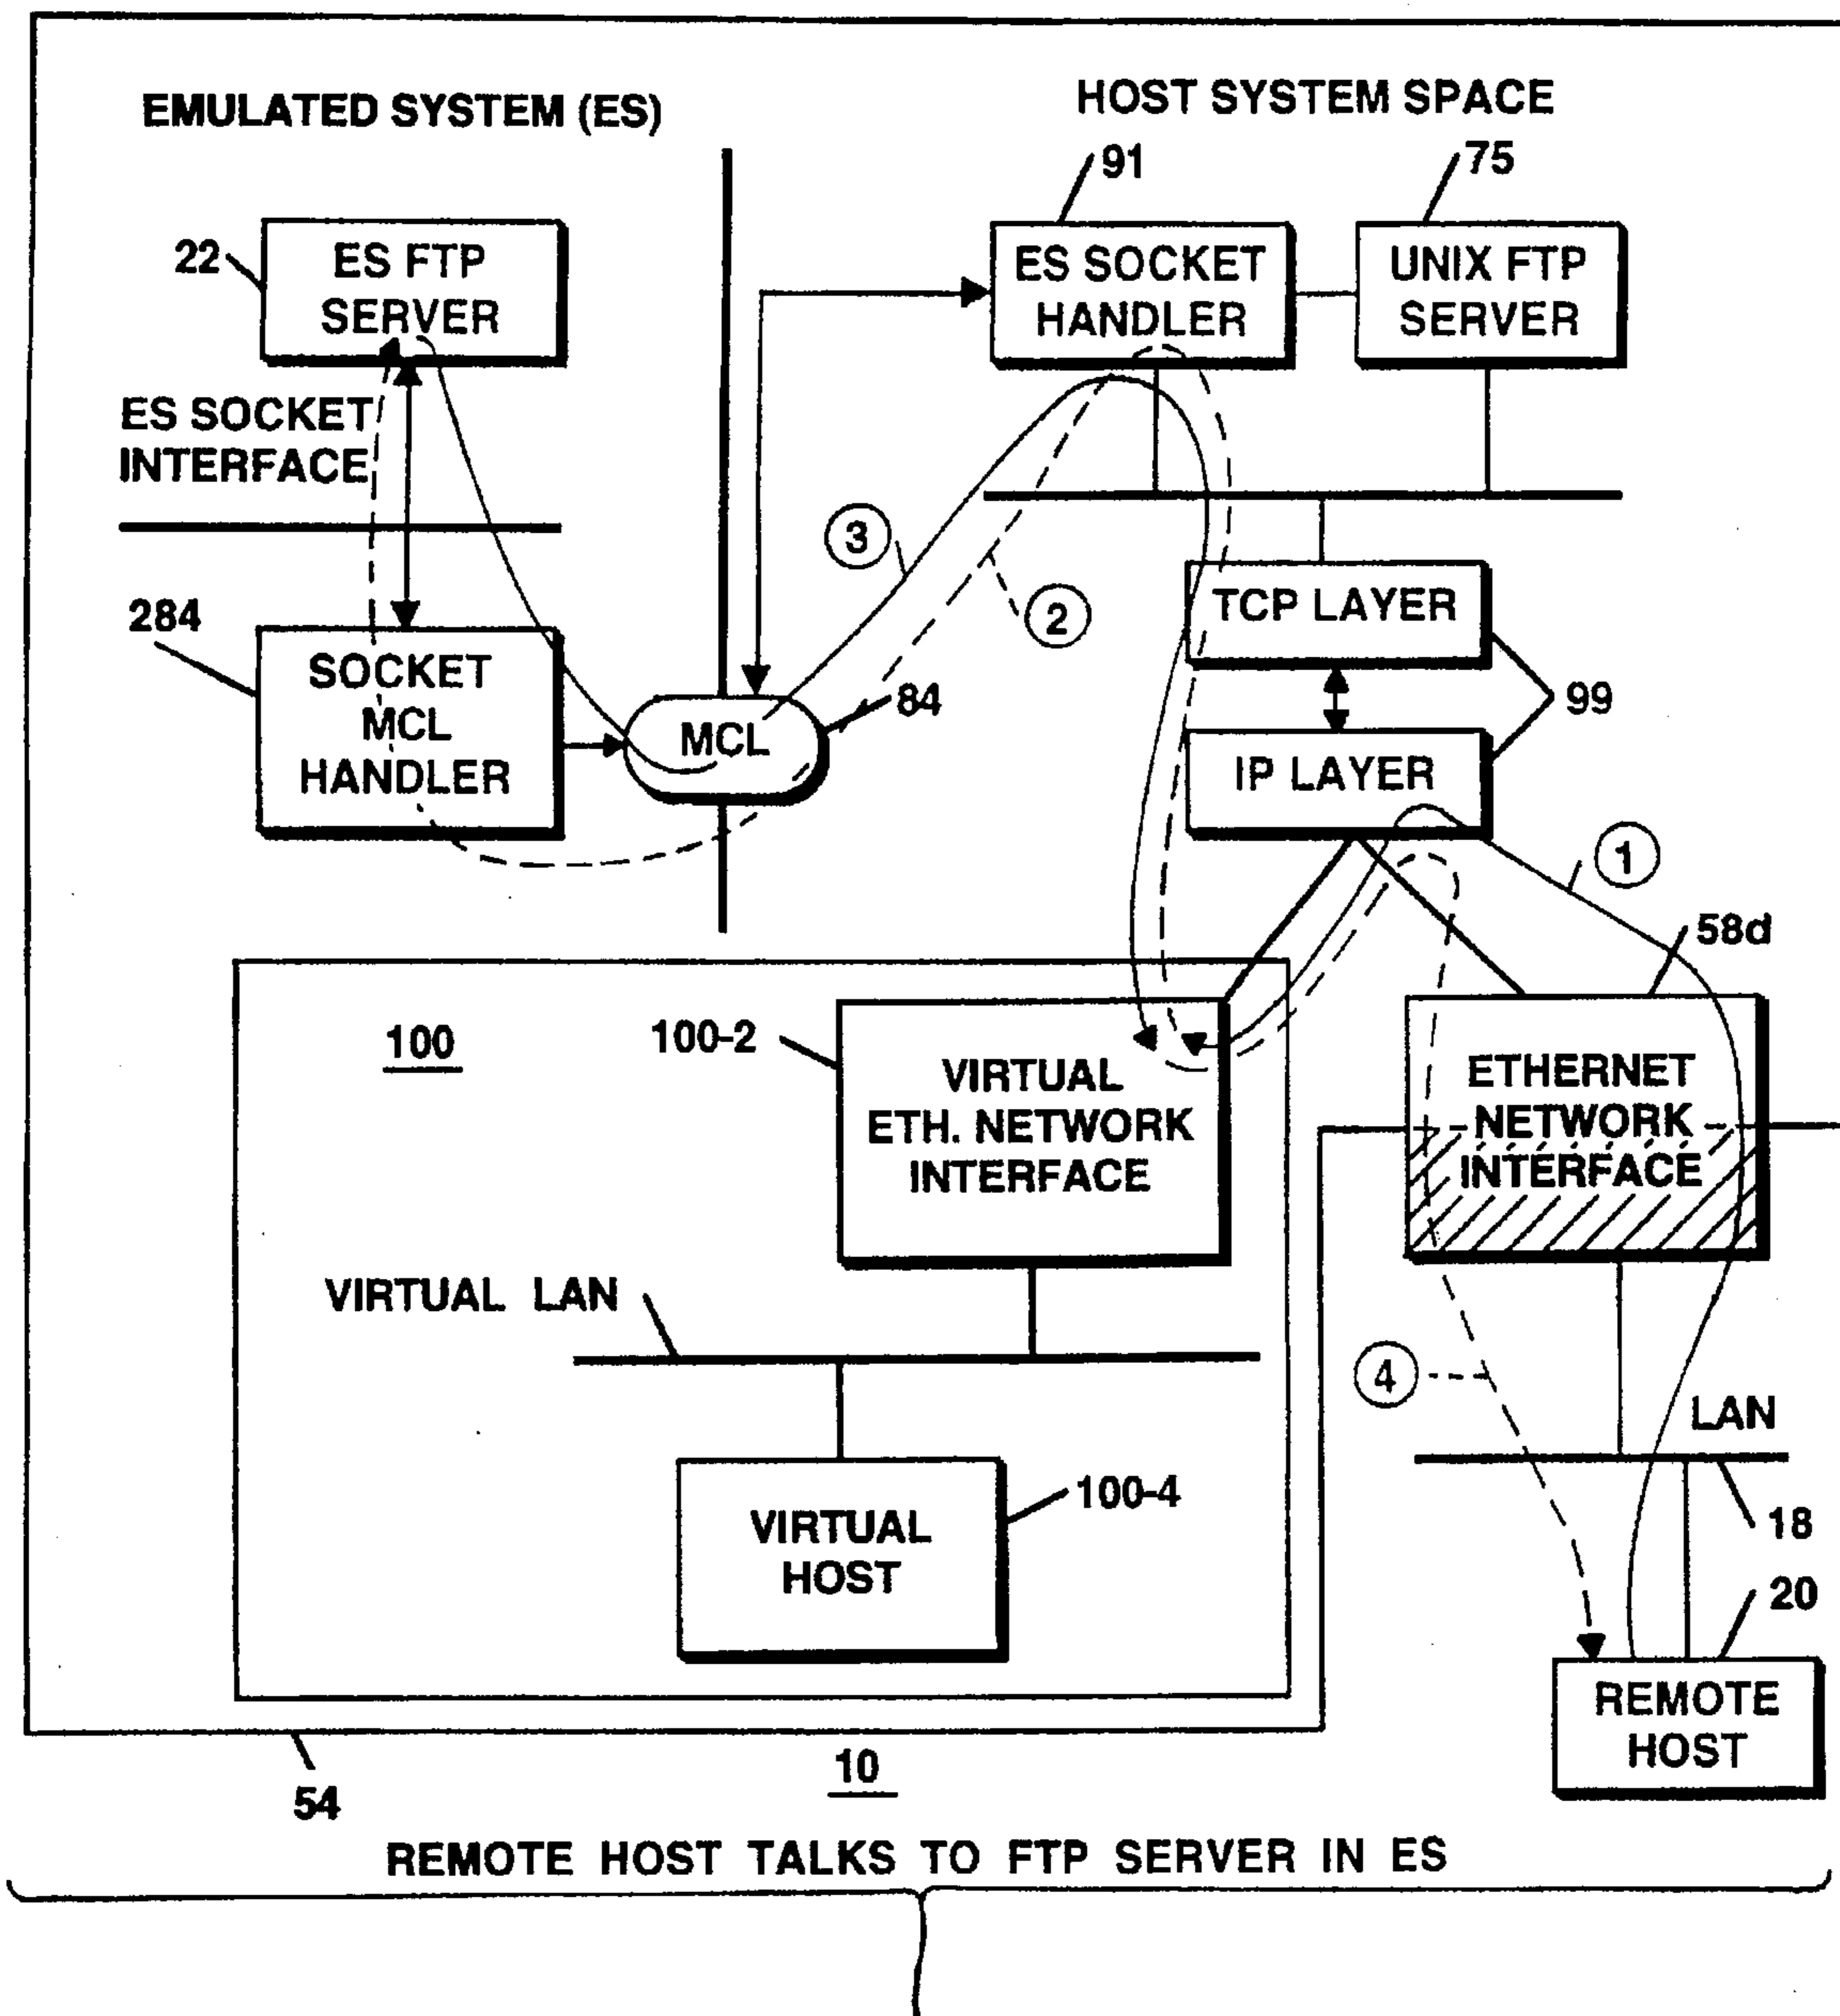 EMULATED SYSTEM (ES)
HOST SYSTEM SPACE
91
75
22
ES FTP
SERVER
ES SOCKET
HANDLER
UNIX FTP
SERVER
ES SOCKET
INTERFACE
3
2
284
SOCKET
MCL
HANDLER
MCL
84
TCP LAYER
99
IP LAYER
1
58d
100
100-2
VIRTUAL
ETH. NETWORK
INTERFACE
ETHERNET
NETWORK
INTERFACE
VIRTUAL LAN
4
LAN
VIRTUAL
HOST
100-4
18
20
REMOTE
HOST
54
10
REMOTE HOST TALKS TO FTP SERVER IN ES